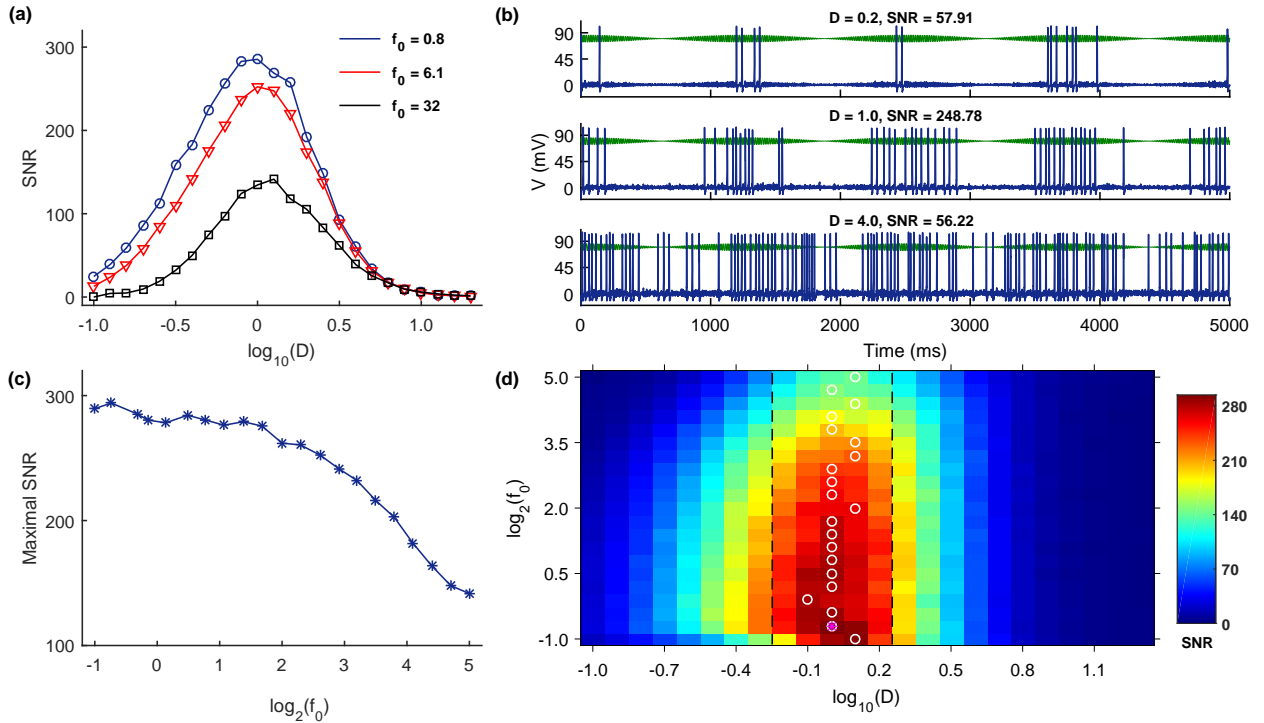 (a)
SNR
300
200
100
0
-1.0 -0.5 0 0.5 1.0
log10(D)
f0 = 0.8
f0 = 6.1
f0 = 32
(b)
D = 0.2, SNR = 57.91
90
45
0
D = 1.0, SNR = 248.78
90
45
0
V (mV)
D = 4.0, SNR = 56.22
90
45
0
0 1000 2000 3000 4000 5000
Time (ms)
(c)
Maximal SNR
300
200
100
-1 0 1 2 3 4 5
log2(f0)
(d)
log2(f0)
5.0
3.5
2.0
0.5
-1.0
-1.0 -0.7 -0.4 -0.1 0.2 0.5 0.8 1.1
log10(D)
280
210
140
70
0
SNR